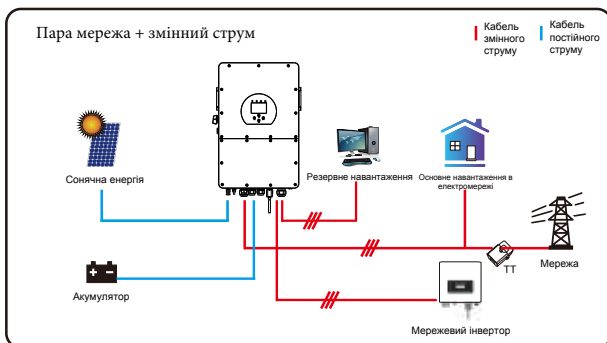 Пара мережа + змінний струм
Кабель
змінного
струму
Кабель
постійного
струму
Сонячна енергія
Резервне навантаження
Основне навантаження в
електромережі
Акумулятор
ТТ
Мережа
Мережевий інвертор